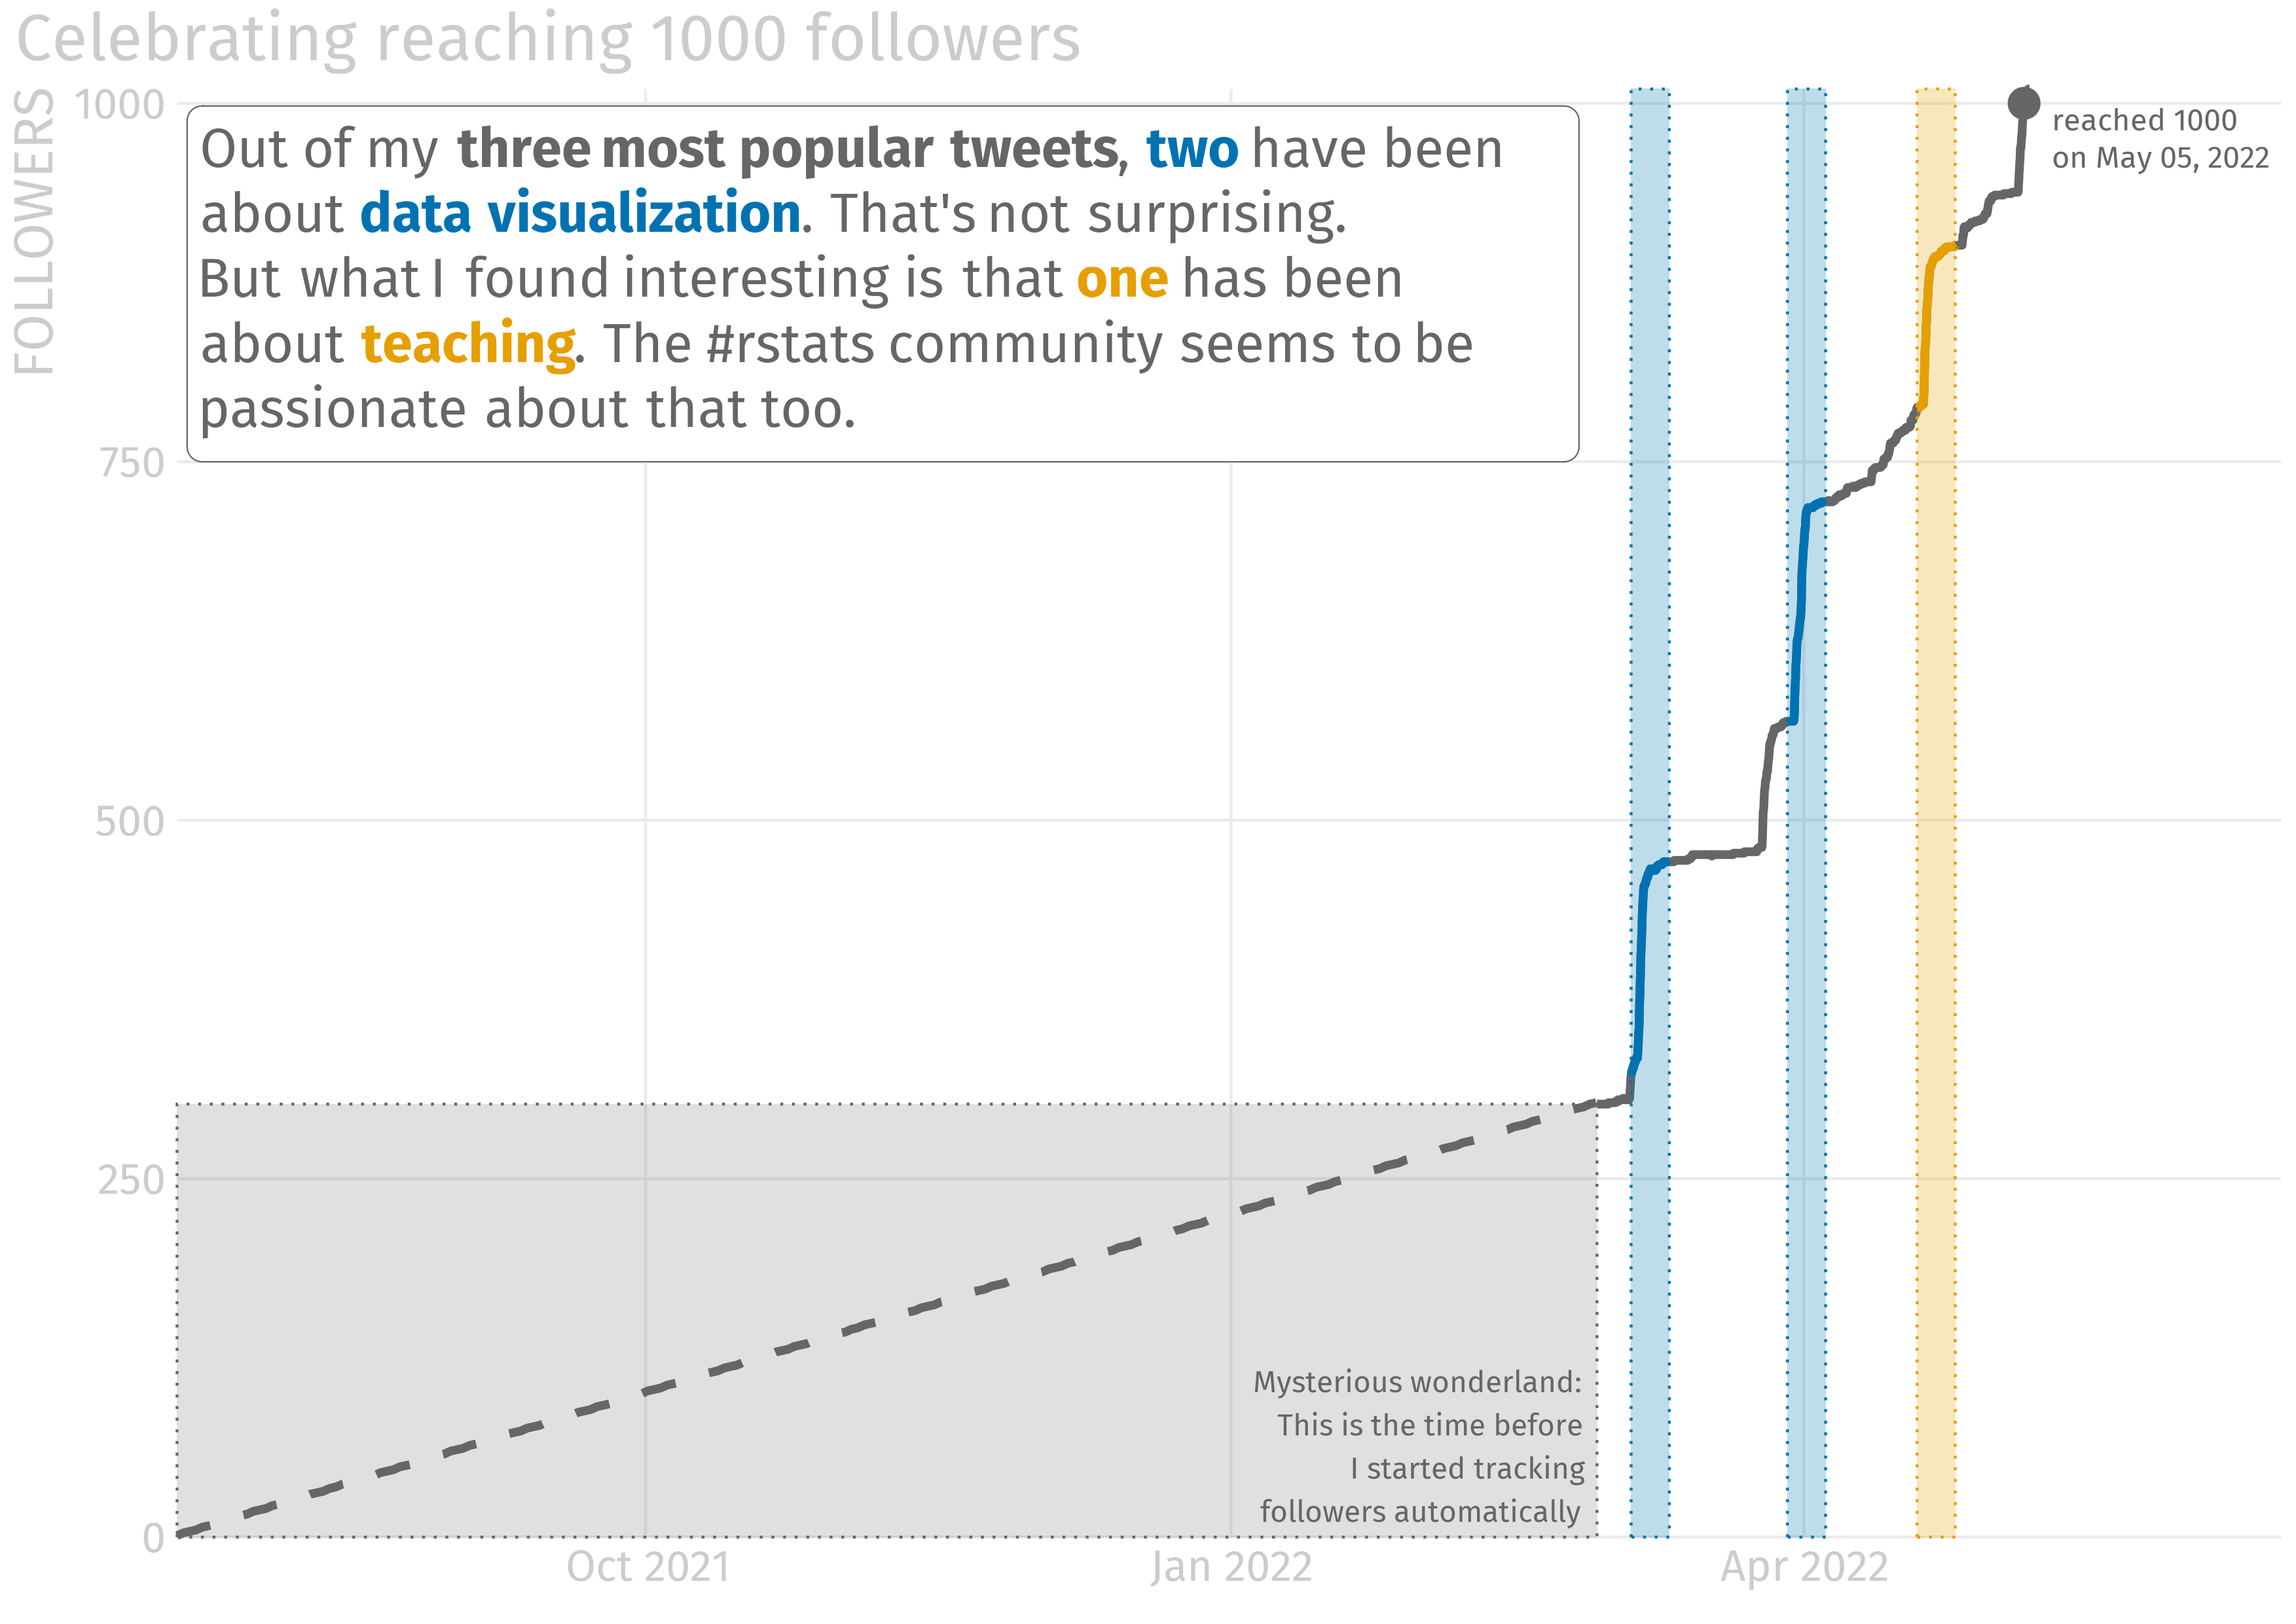 Celebrating reaching 1000 followers
FOLLOWERS
1000
750
500
250
0
Out of my three most popular tweets, two have been
about data visualization. That's not surprising.
But what I found interesting is that one has been
about teaching. The #rstats community seems to be
passionate about that too.
reached 1000
on May 05, 2022
Mysterious wonderland:
This is the time before
I started tracking
followers automatically
Oct 2021
Jan 2022
Apr 2022